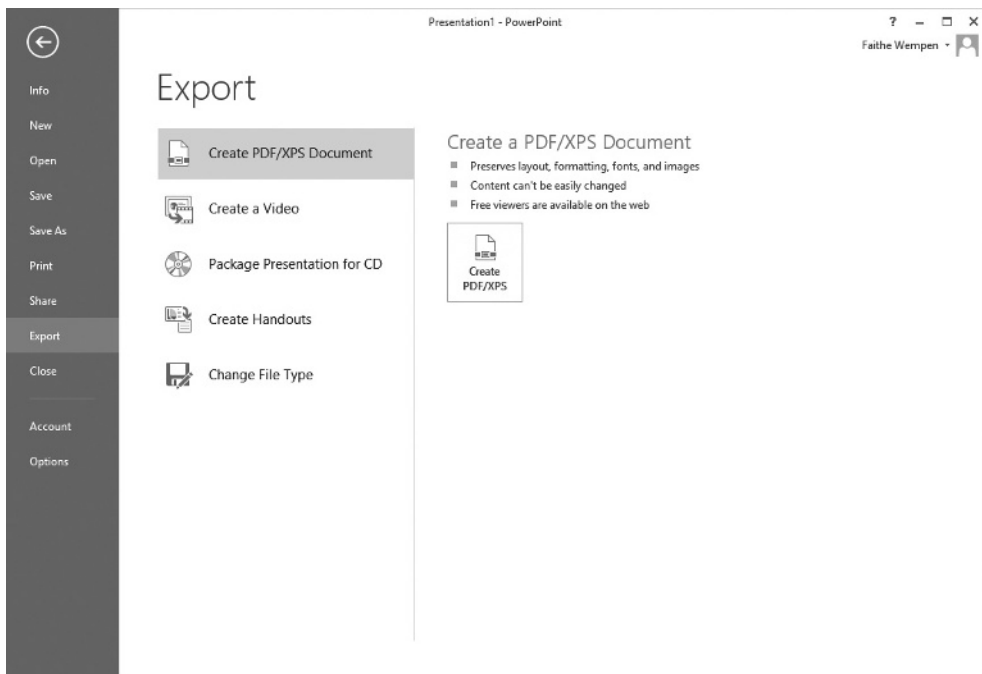 Presentation1 - PowerPoint
?
Faithe Wempen
Info
New
Open
Save
Save As
Print
Share
Export
Close
Account
Options
Export
Create PDF/XPS Document
Create a Video
Package Presentation for CD
Create Handouts
Change File Type
Create a PDF/XPS Document
Preserves layout, formatting, fonts, and images
Content can't be easily changed
Free viewers are available on the web
Create
PDF/XPS